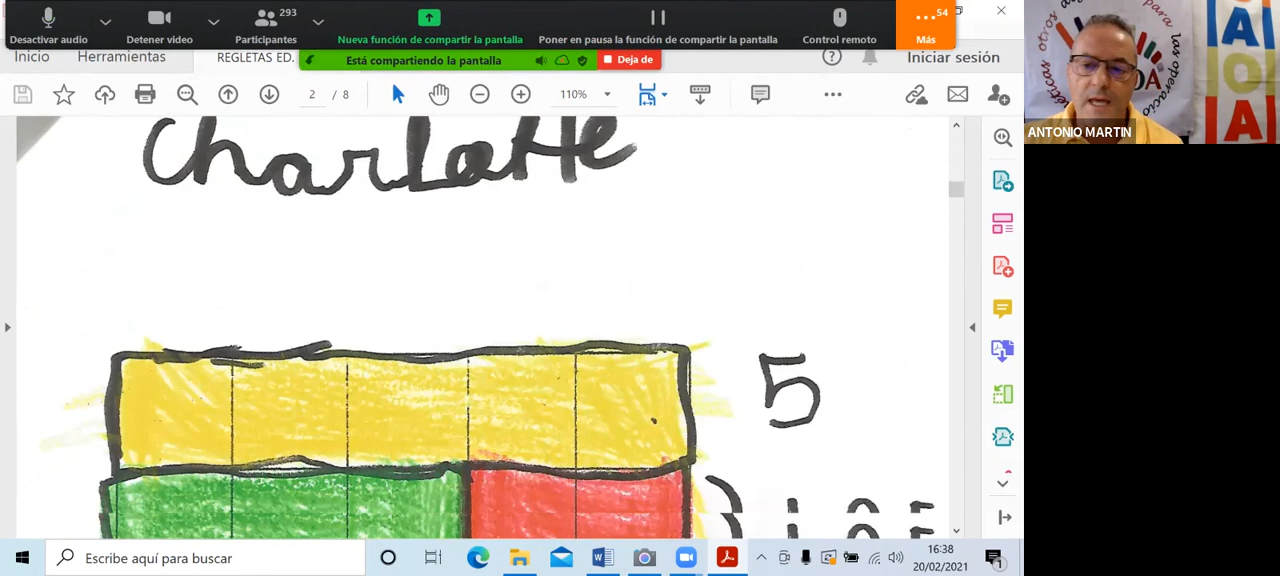 293
54
Desactivar audio
Detener video
Participantes
Nueva función de compartir la pantalla
Poner en pausa la función de compartir la pantalla
Control remoto
Más
Inicio
Herramientas
REGLETAS ED.
Está compartiendo la pantalla
Deja de
Iniciar sesión
2 / 8
110%
Charlotte
5
ANTONIO MARTIN
Escribe aquí para buscar
16:38
20/02/2021
1